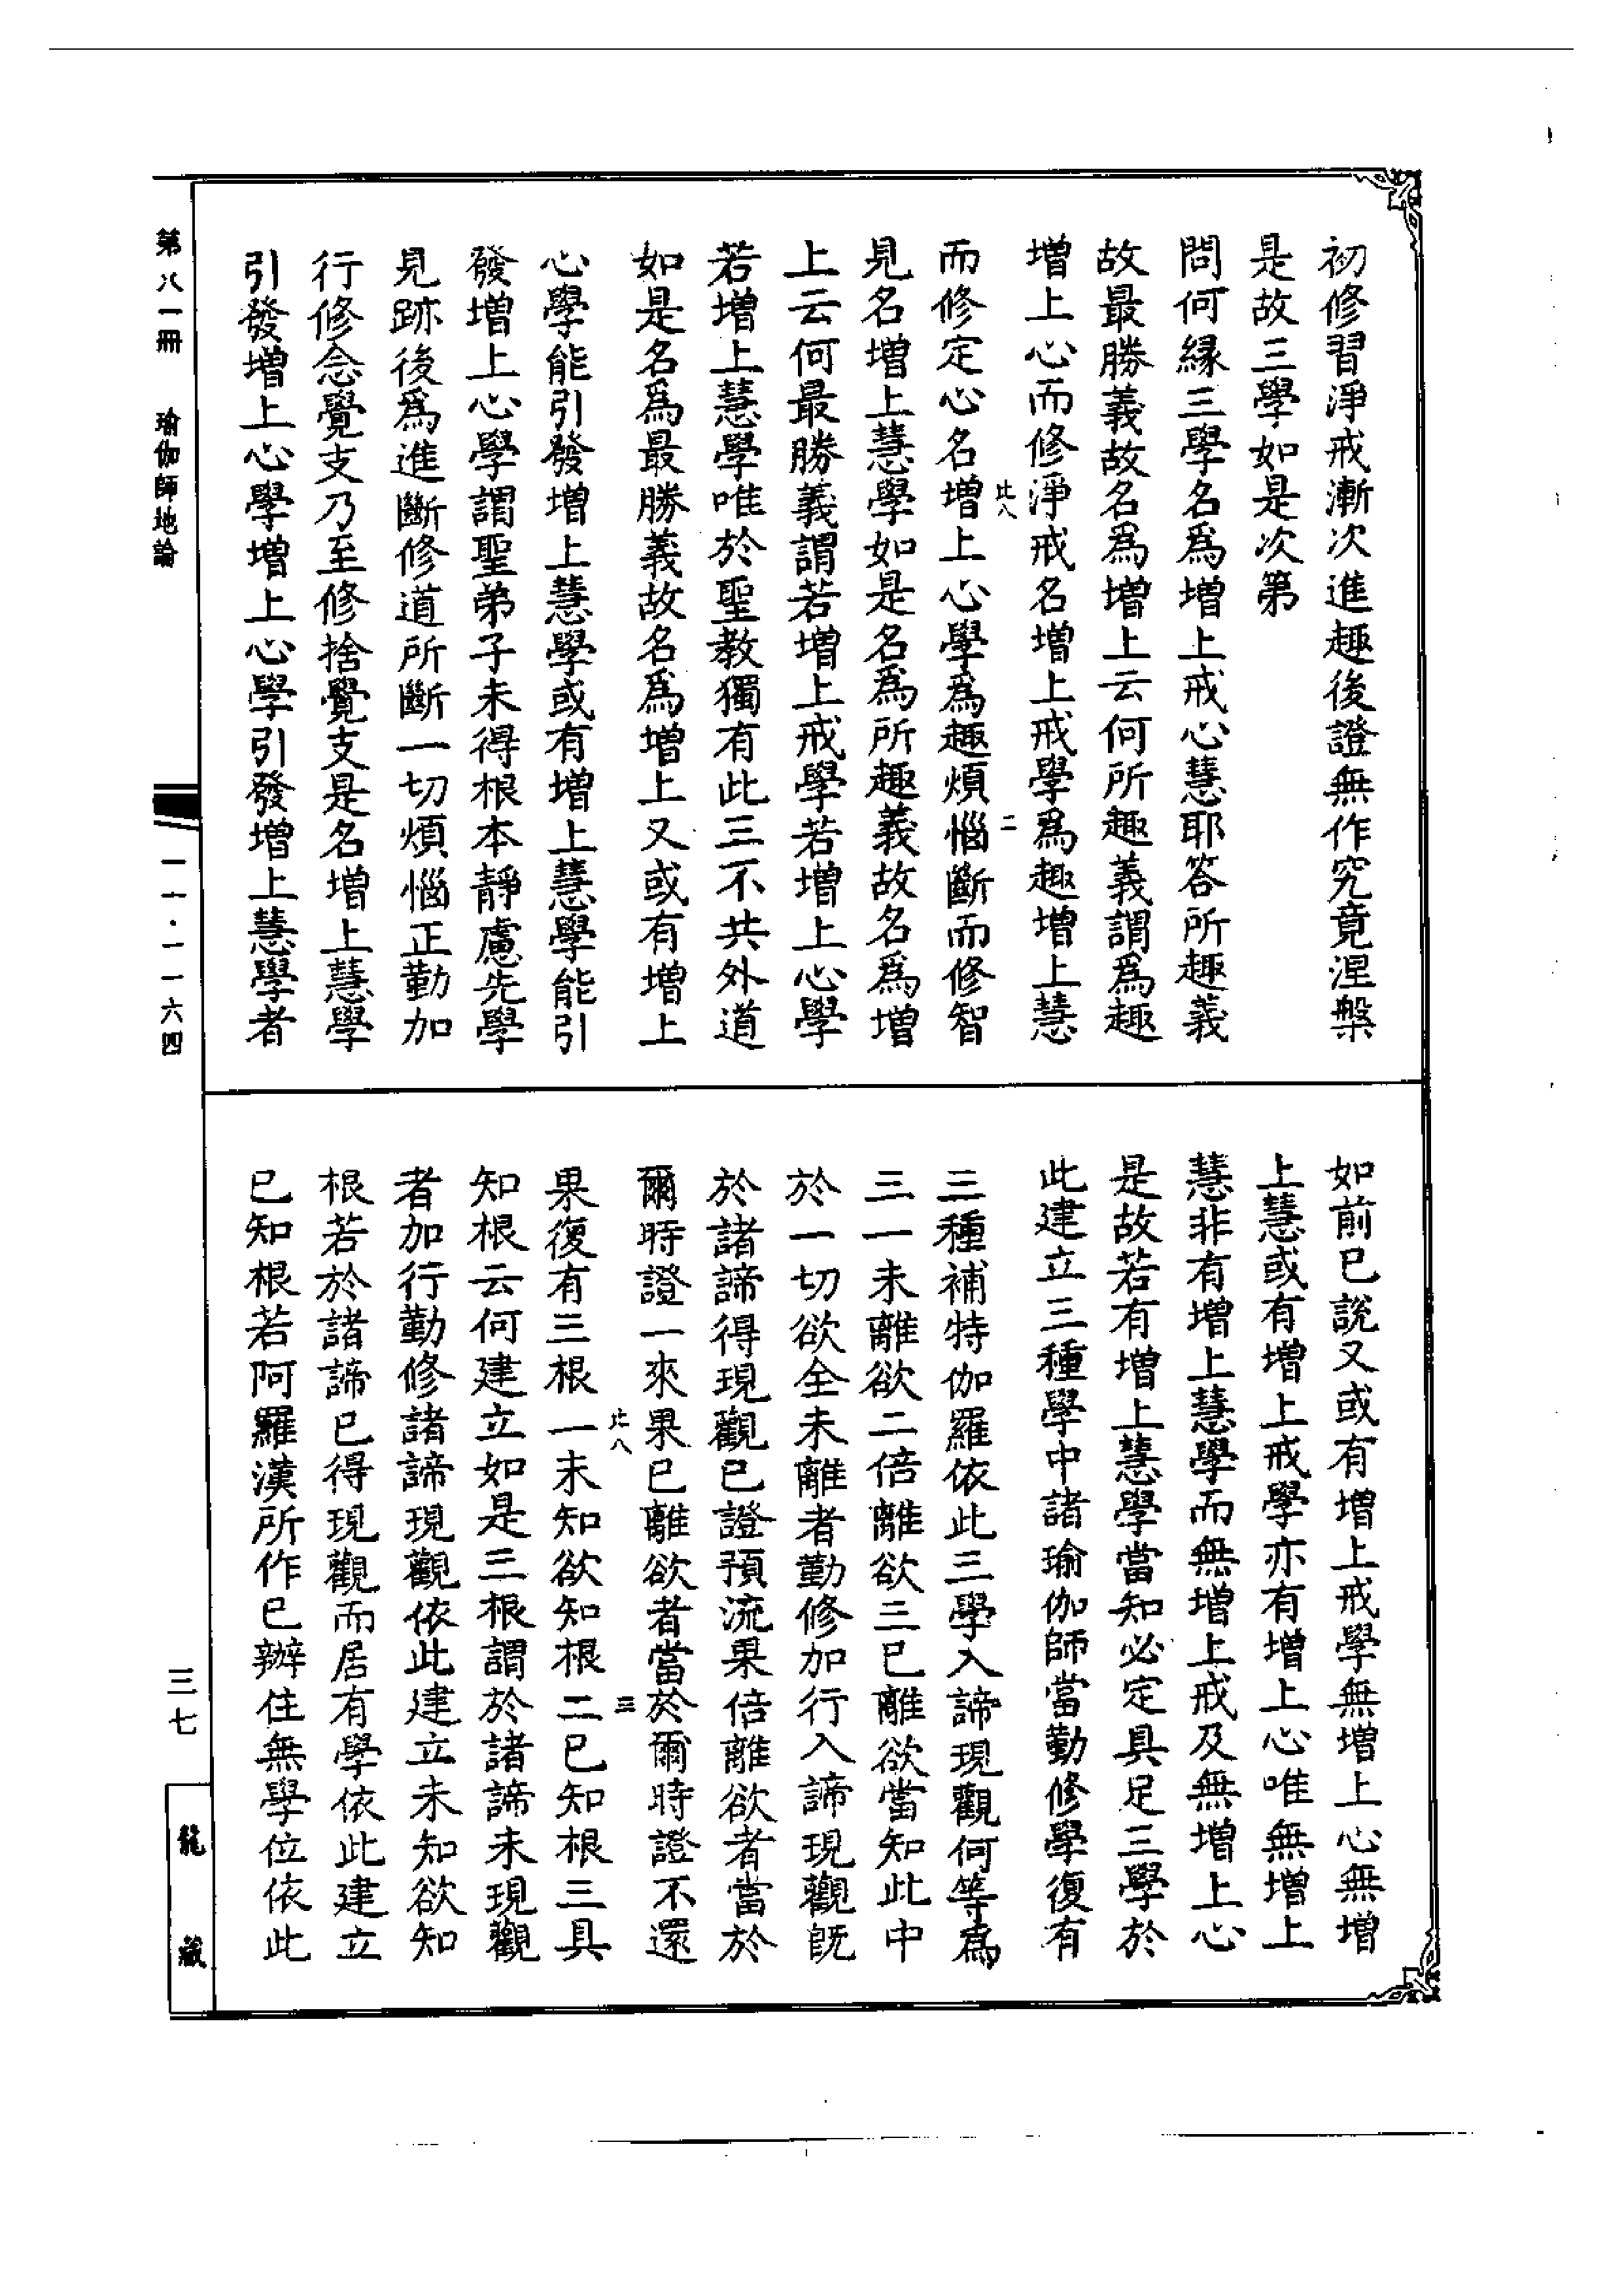 初修習淨戒漸次進趣後證無作究竟涅槃
是故三學如是次第
問何緣三學名為增上戒心慧耶答所趣義
故最勝義故名為增上云何所趣義謂為趣
增上心而修淨戒名增上戒學為趣增上慧
此八
二
而修定心名增上心學為趣煩惱斷而修智
見名增上慧學如是名為所趣義故名為增
上云何最勝義謂若增上戒學若增上心學
若增上慧學唯於聖教獨有此三不共外道
如是名為最勝義故名為增上又或有增上
心學能引發增上慧學或有增上慧學能引
發增上心學謂聖弟子未得根本靜慮先學
見跡後為進斷修道所斷一切煩惱正勤加
行修念覺支乃至修捨覺支是名增上慧學
引發增上心學增上心學引發增上慧學者
如前已說又或有增上戒學無增上心無增
上慧或有增上戒學亦有增上心唯無增上
慧非有增上慧學而無增上戒及無增上心
是故若有增上慧學當知必定具足三學於
此建立三種學中諸瑜伽師當勤修學復有
三種補特伽羅依此三學入諦現觀何等為
三一未離欲二倍離欲三已離欲當知此中
於一切欲全未離者勤修加行入諦現觀既
於諸諦得現觀已證預流果倍離欲者當於
爾時證一來果已離欲者當於爾時證不還
此八
三
果復有三根一未知欲知根二已知根三具
知根云何建立如是三根謂於諸諦未現觀
者加行勤修諸諦現觀依此建立未知欲知
根若於諸諦已得現觀而居有學依此建立
已知根若阿羅漢所作已辦住無學位依此
第八一冊 瑜伽師地論
一一·一一六四
三七
龍藏